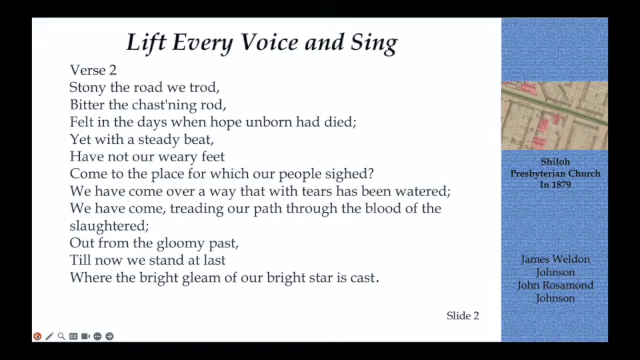 Lift Every Voice and Sing
Verse 2
Stony the road we trod,
Bitter the chast'ning rod,
Felt in the days when hope unborn had died;
Yet with a steady beat,
Have not our weary feet
Come to the place for which our people sighed?
We have come over a way that with tears has been watered;
We have come, treading our path through the blood of the
slaughtered;
Out from the gloomy past,
Till now we stand at last
Where the bright gleam of our bright star is cast.
Slide 2
Shiloh
Presbyterian Church
In 1879
James Weldon
Johnson
John Rosamond
Johnson